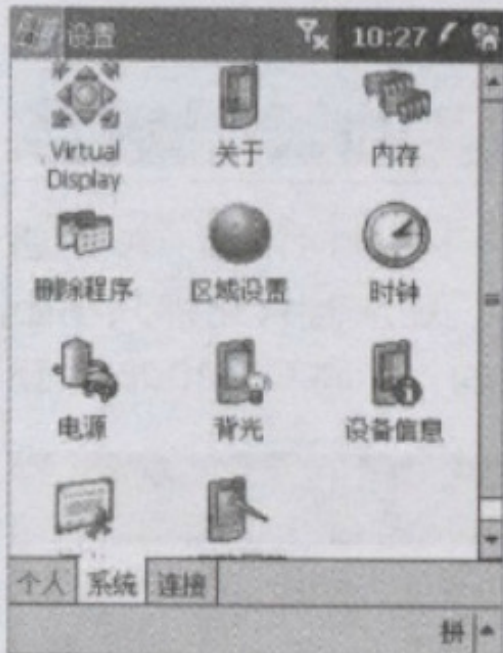 设置 10:27
Virtual Display 关于 内存
删除程序 区域设置 时钟
电源 背光 设备信息
个人 系统 连接
拼